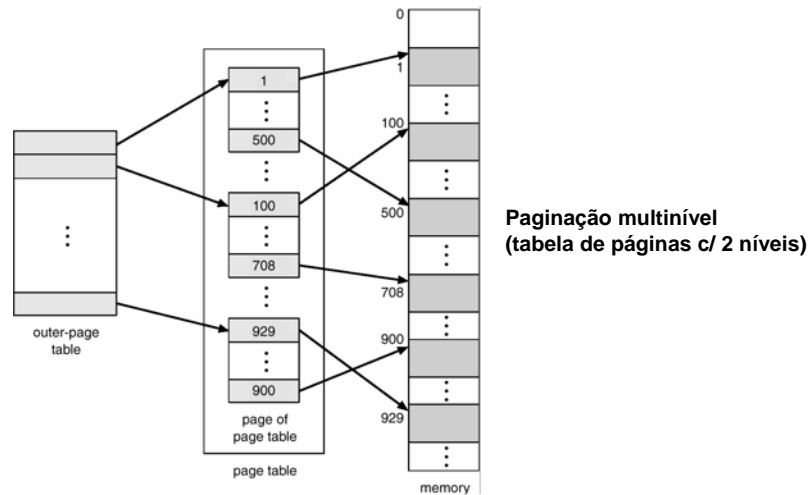 0
1
100
500
708
900
929
1
500
100
708
929
900
outer-page
table
page of
page table
page table
memory
Paginação multinível
(tabela de páginas c/ 2 níveis)